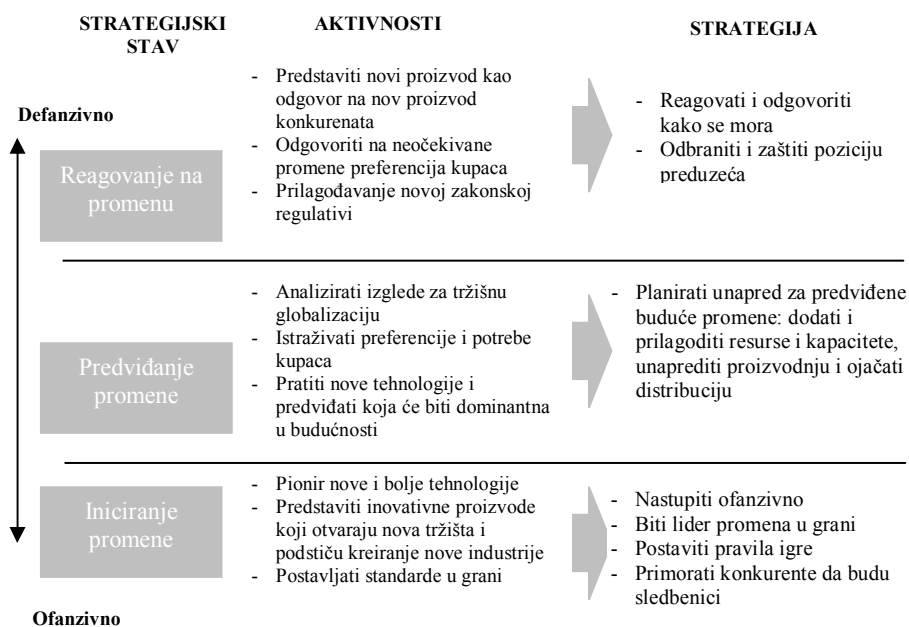 STRATEGIJSKI
STAV
AKTIVNOSTI
STRATEGIJA
Defanzivno
Reagovanje na
promenu
- Predstaviti novi proizvod kao
odgovor na nov proizvod
konkurenata
- Odgovoriti na neočekivane
promene preferencija kupaca
- Prilagođavanje novoj zakonskoj
regulativi
- Reagovati i odgovoriti
kako se mora
- Odbraniti i zaštiti poziciju
preduzeća
Predviđanje
promene
- Analizirati izglede za tržišnu
globalizaciju
- Istraživati preferencije i potrebe
kupaca
- Pratiti nove tehnologije i
predviđati koja će biti dominantna
u budućnosti
- Planirati unapred za predviđene
buduće promene: dodati i
prilagoditi resurse i kapacitete,
unaprediti proizvodnju i ojačati
distribuciju
Iniciranje
promene
- Pionir nove i bolje tehnologije
- Predstaviti inovativne proizvode
koji otvaraju nova tržišta i
podstiču kreiranje nove industrije
- Postavljati standarde u grani
- Nastupiti ofanzivno
- Biti lider promena u grani
- Postaviti pravila igre
- Primorati konkurente da budu
sledbenici
Ofanzivno